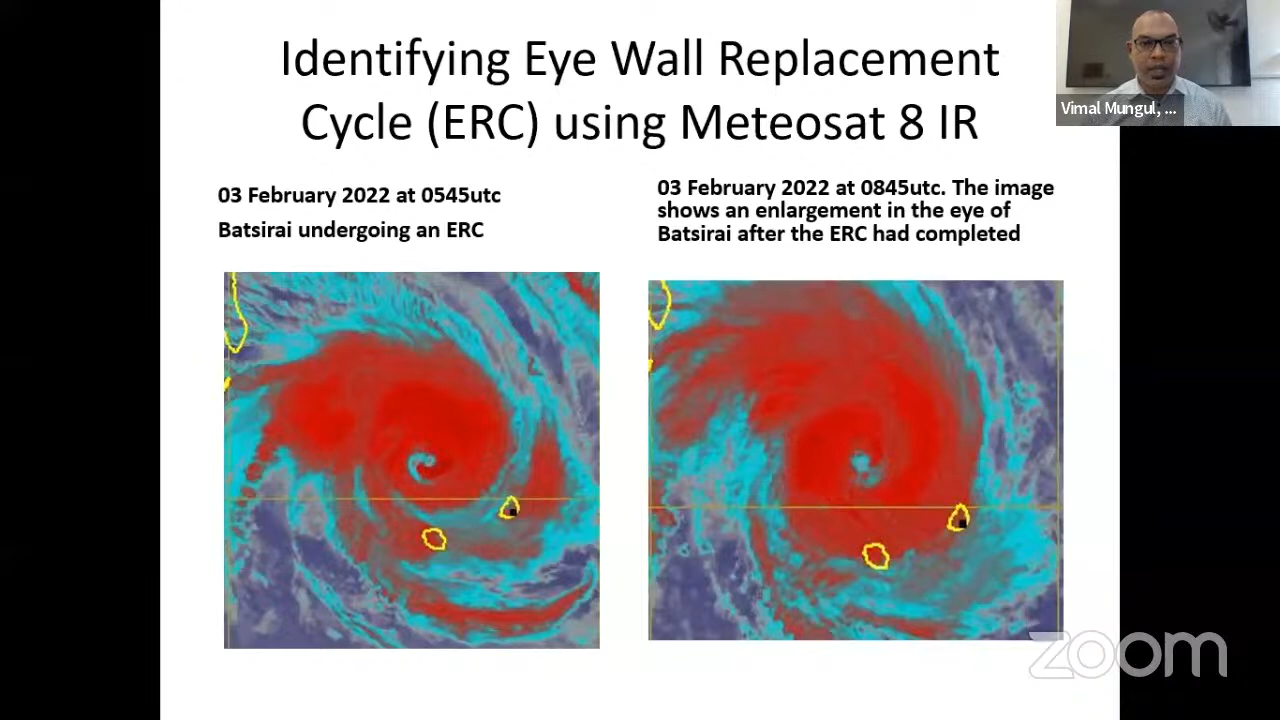 Identifying Eye Wall Replacement
Cycle (ERC) using Meteosat 8 IR
Vimal Mungul, ...
03 February 2022 at 0545utc
Batsirai undergoing an ERC
03 February 2022 at 0845utc. The image
shows an enlargement in the eye of
Batsirai after the ERC had completed
zoom